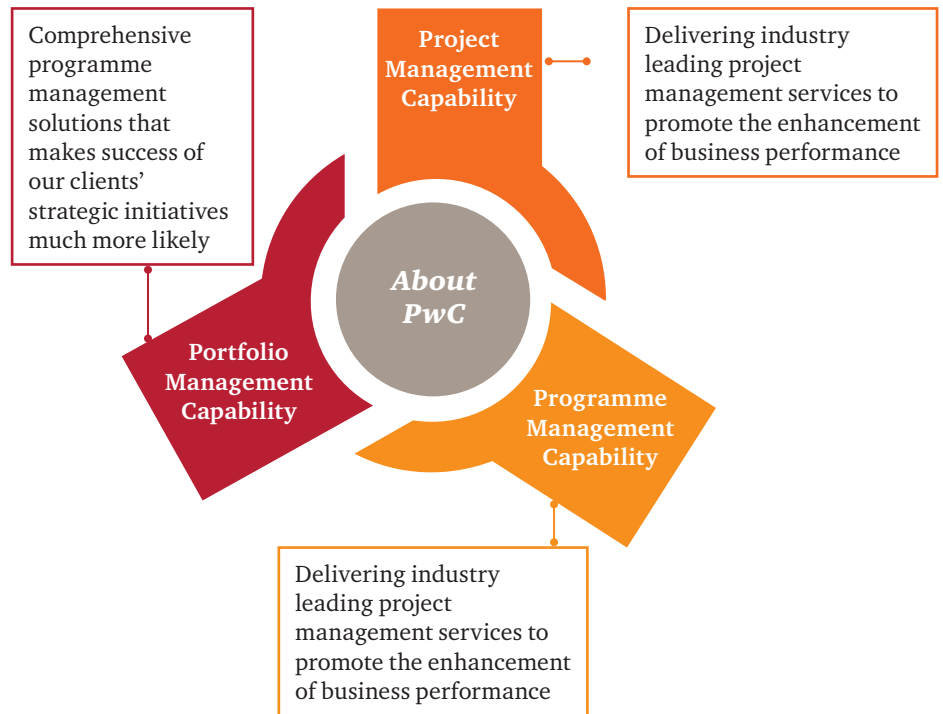 Comprehensive
programme
management
solutions that
makes success of
our clients’
strategic initiatives
much more likely
Project
Management
Capability
Delivering industry
leading project
management services to
promote the enhancement
of business performance
About
PwC
Portfolio
Management
Capability
Programme
Management
Capability
Delivering industry
leading project
management services to
promote the enhancement
of business performance